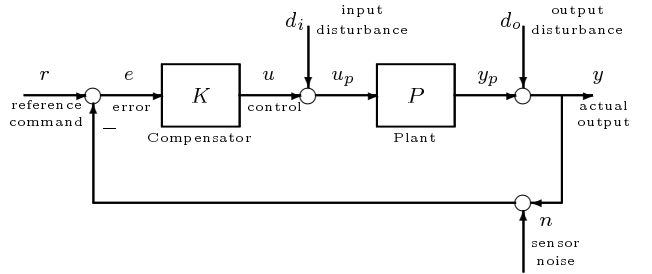 input
disturbance
d_i
output
disturbance
d_o
r
e
K
u
u_p
P
y_p
y
reference
command
error
control
actual
output
−
Compensator
Plant
n
sensor
noise